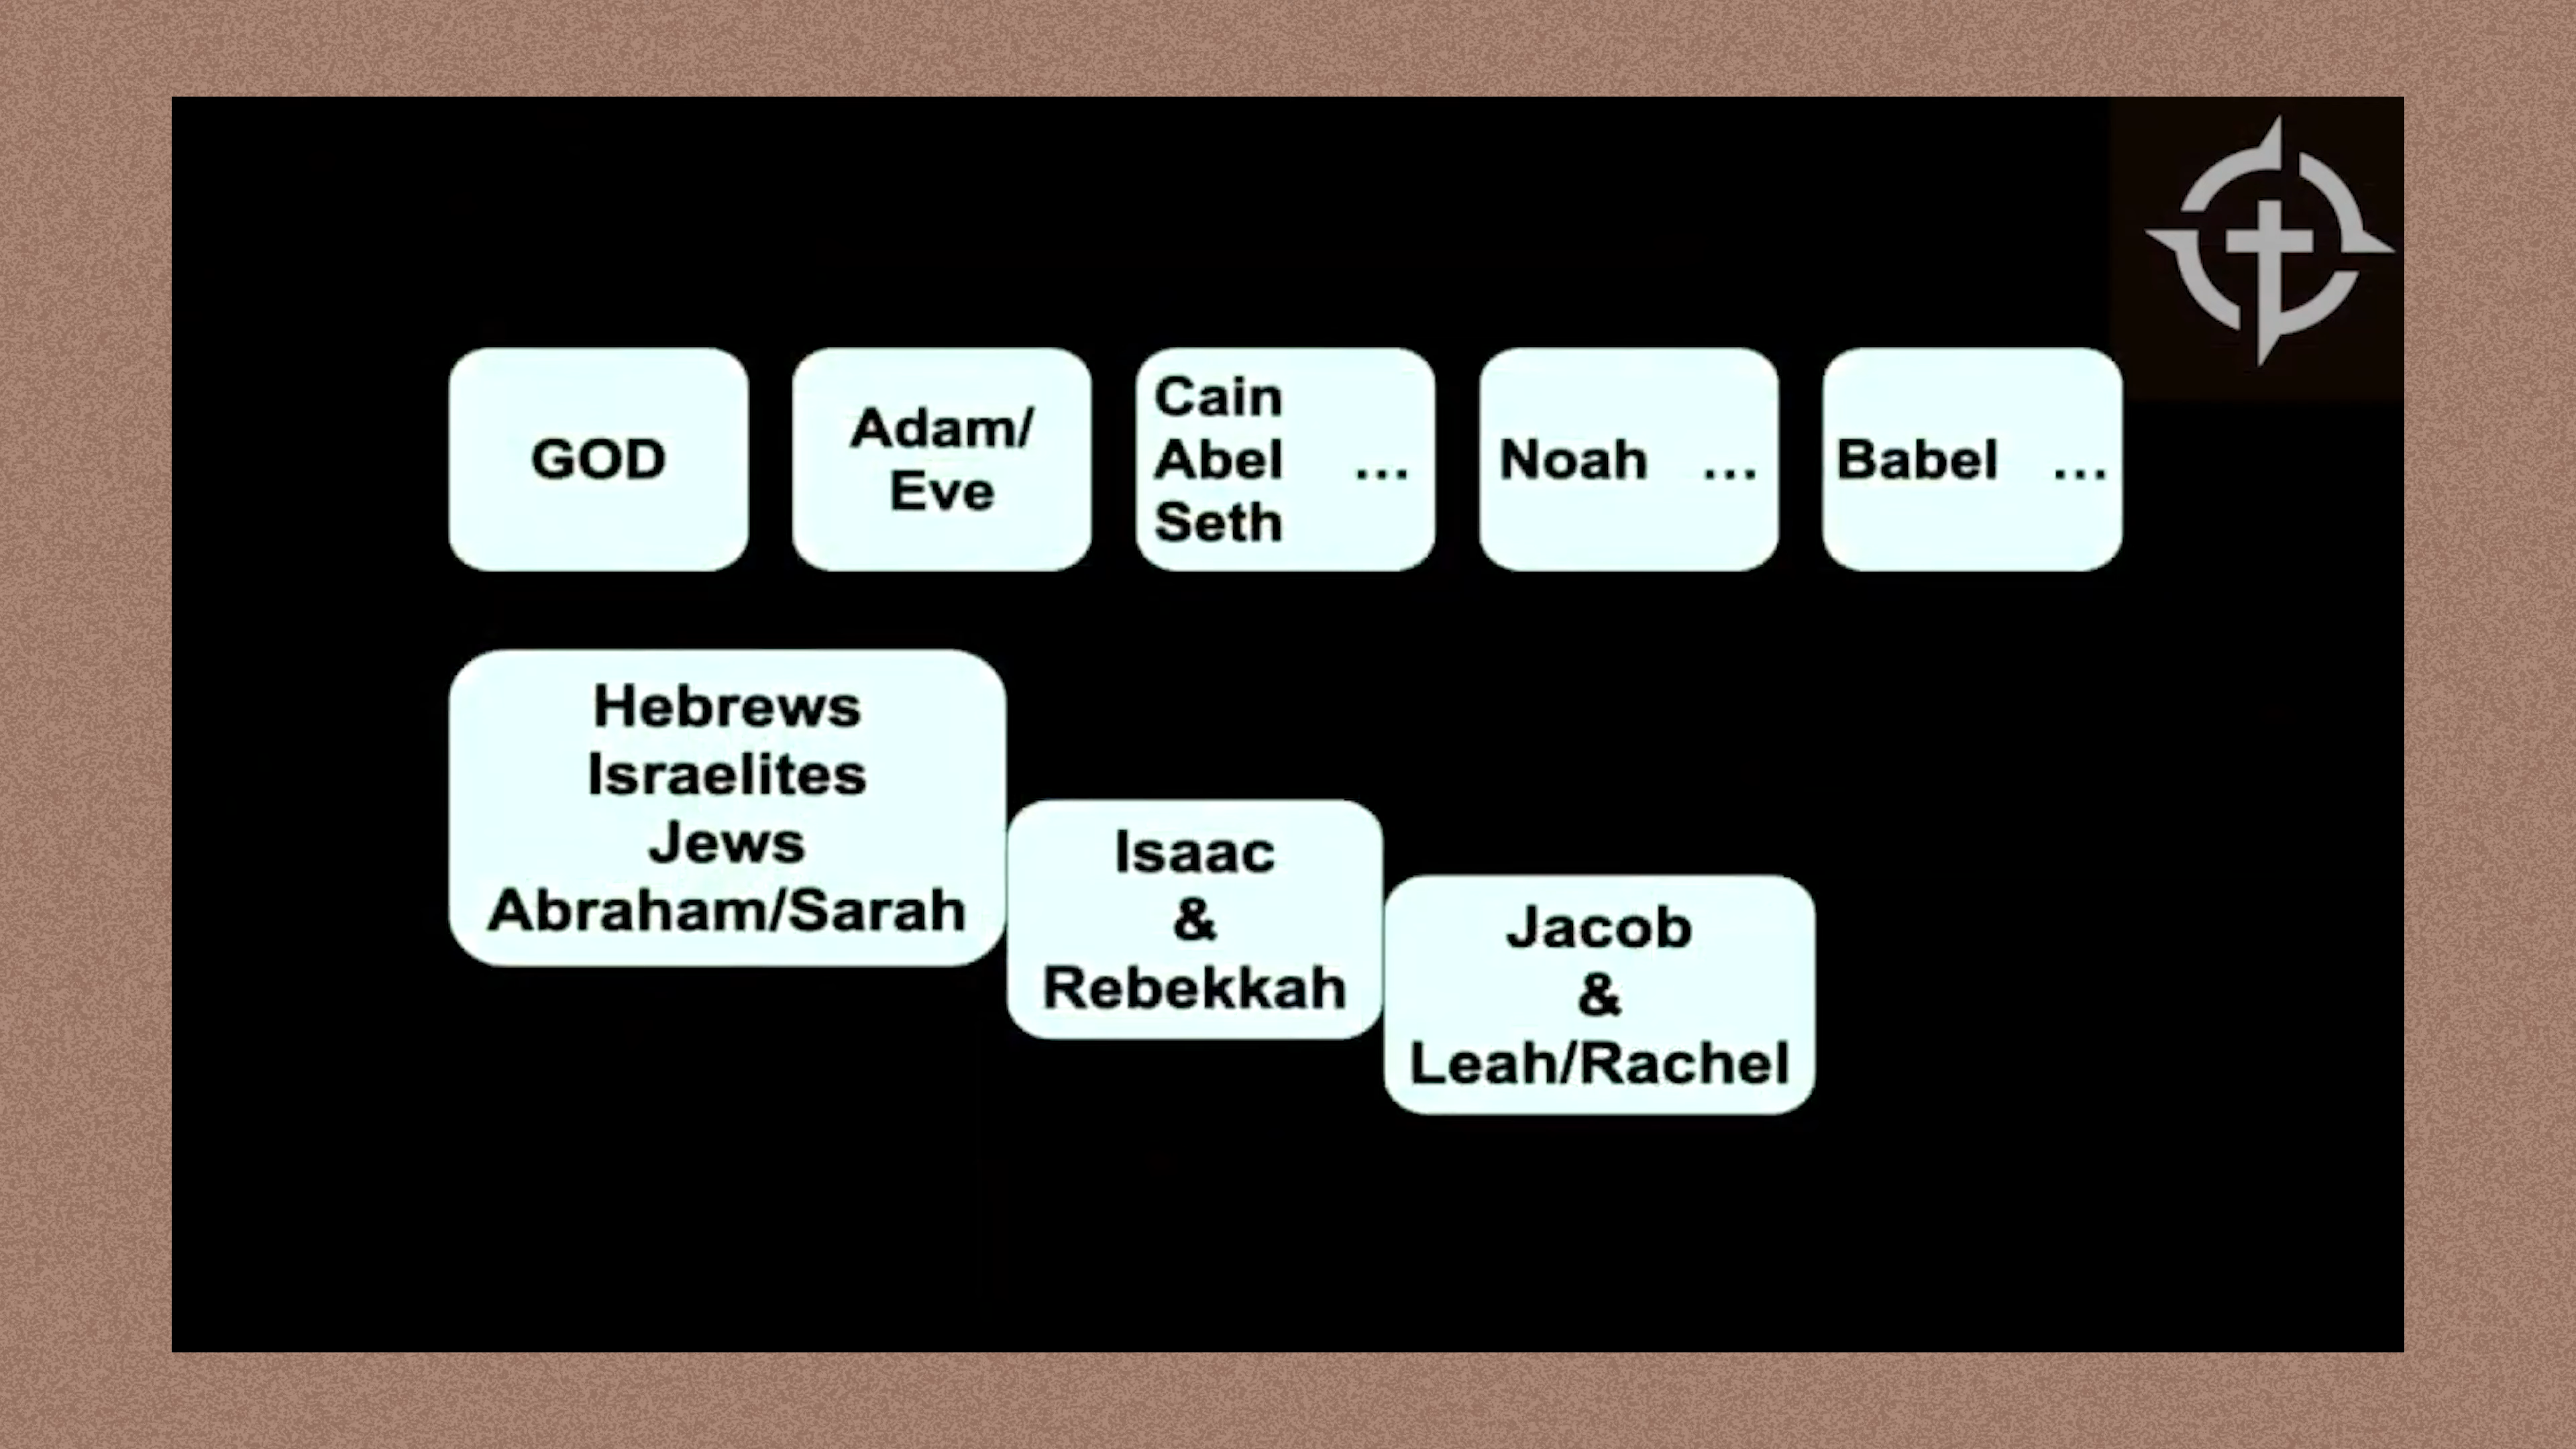 GOD
Adam/
Eve
Cain
Abel ...
Seth
Noah ...
Babel ...
Hebrews
Israelites
Jews
Abraham/Sarah
Isaac
&
Rebekkah
Jacob
&
Leah/Rachel